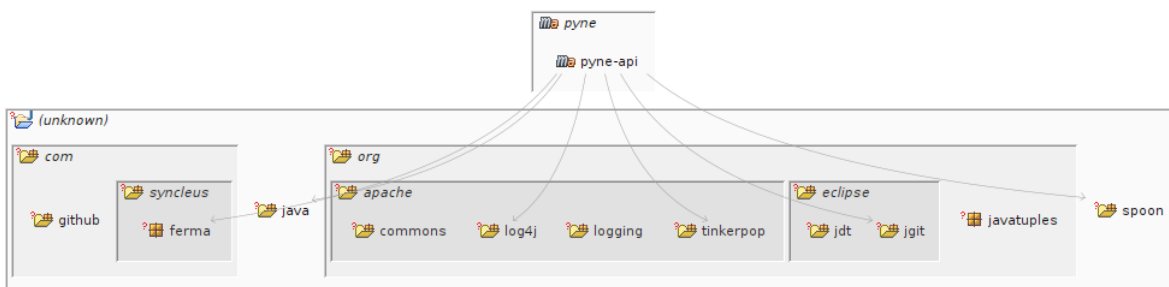 pyne
pyne-api
(unknown)
com
org
syncleus
apache
eclipse
github
ferma
java
commons
log4j
logging
tinkerpop
jdt
jgit
javatuples
spoon